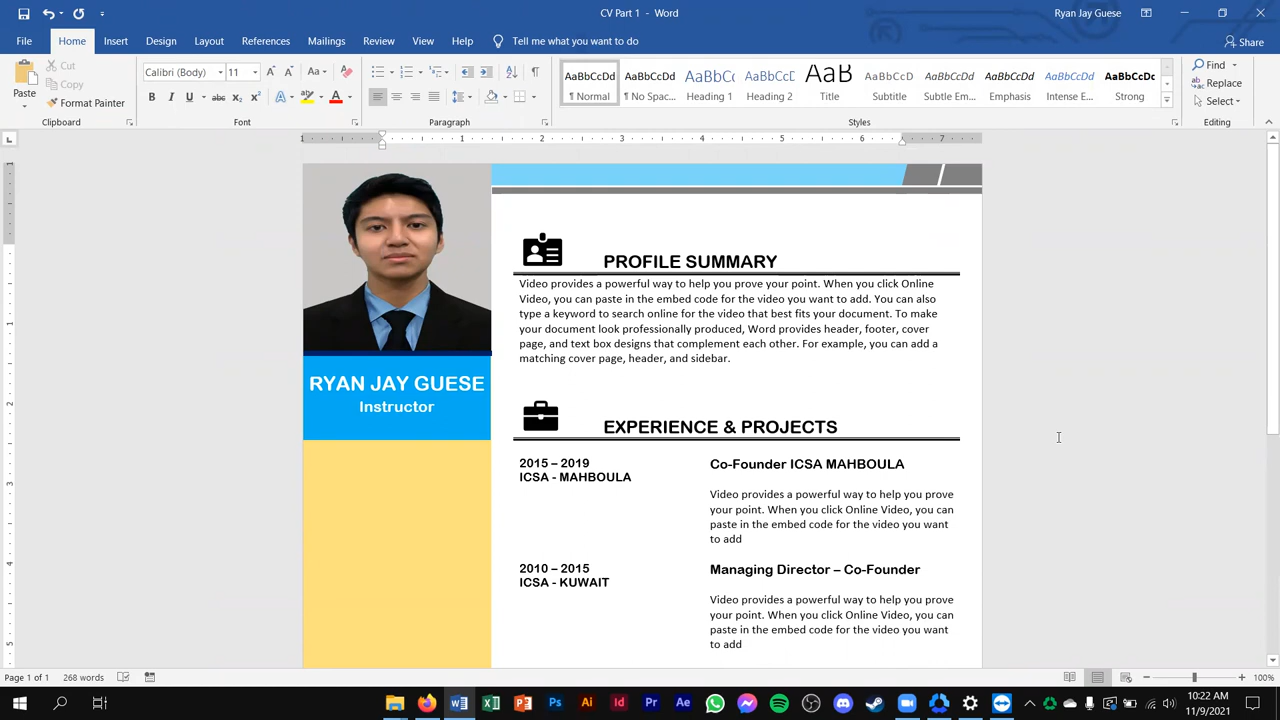 CV Part 1 - Word
Ryan Jay Guese
File Home Insert Design Layout References Mailings Review View Help Tell me what you want to do Share
Paste
Cut
Copy
Format Painter
Clipboard
Calibri (Body) 11
Font
Paragraph
AaBbCcDd AaBbCcDd AaBbCc AaBbCcD AaB AaBbCcDd AaBbCcDd AaBbCcDd AaBbCcDd AaBbCcDc
¶ Normal ¶ No Spac... Heading 1 Heading 2 Title Subtitle Subtle Em... Emphasis Intense E... Strong
Styles
Find
Replace
Select
Editing
1 1 2 3 4 5 6 7
RYAN JAY GUESE
Instructor
PROFILE SUMMARY
Video provides a powerful way to help you prove your point. When you click Online
Video, you can paste in the embed code for the video you want to add. You can also
type a keyword to search online for the video that best fits your document. To make
your document look professionally produced, Word provides header, footer, cover
page, and text box designs that complement each other. For example, you can add a
matching cover page, header, and sidebar.
EXPERIENCE & PROJECTS
2015 – 2019
ICSA - MAHBOULA
Co-Founder ICSA MAHBOULA
Video provides a powerful way to help you prove
your point. When you click Online Video, you can
paste in the embed code for the video you want
to add
2010 – 2015
ICSA - KUWAIT
Managing Director – Co-Founder
Video provides a powerful way to help you prove
your point. When you click Online Video, you can
paste in the embed code for the video you want
to add
Page 1 of 1 268 words 100%
10:22 AM
11/9/2021